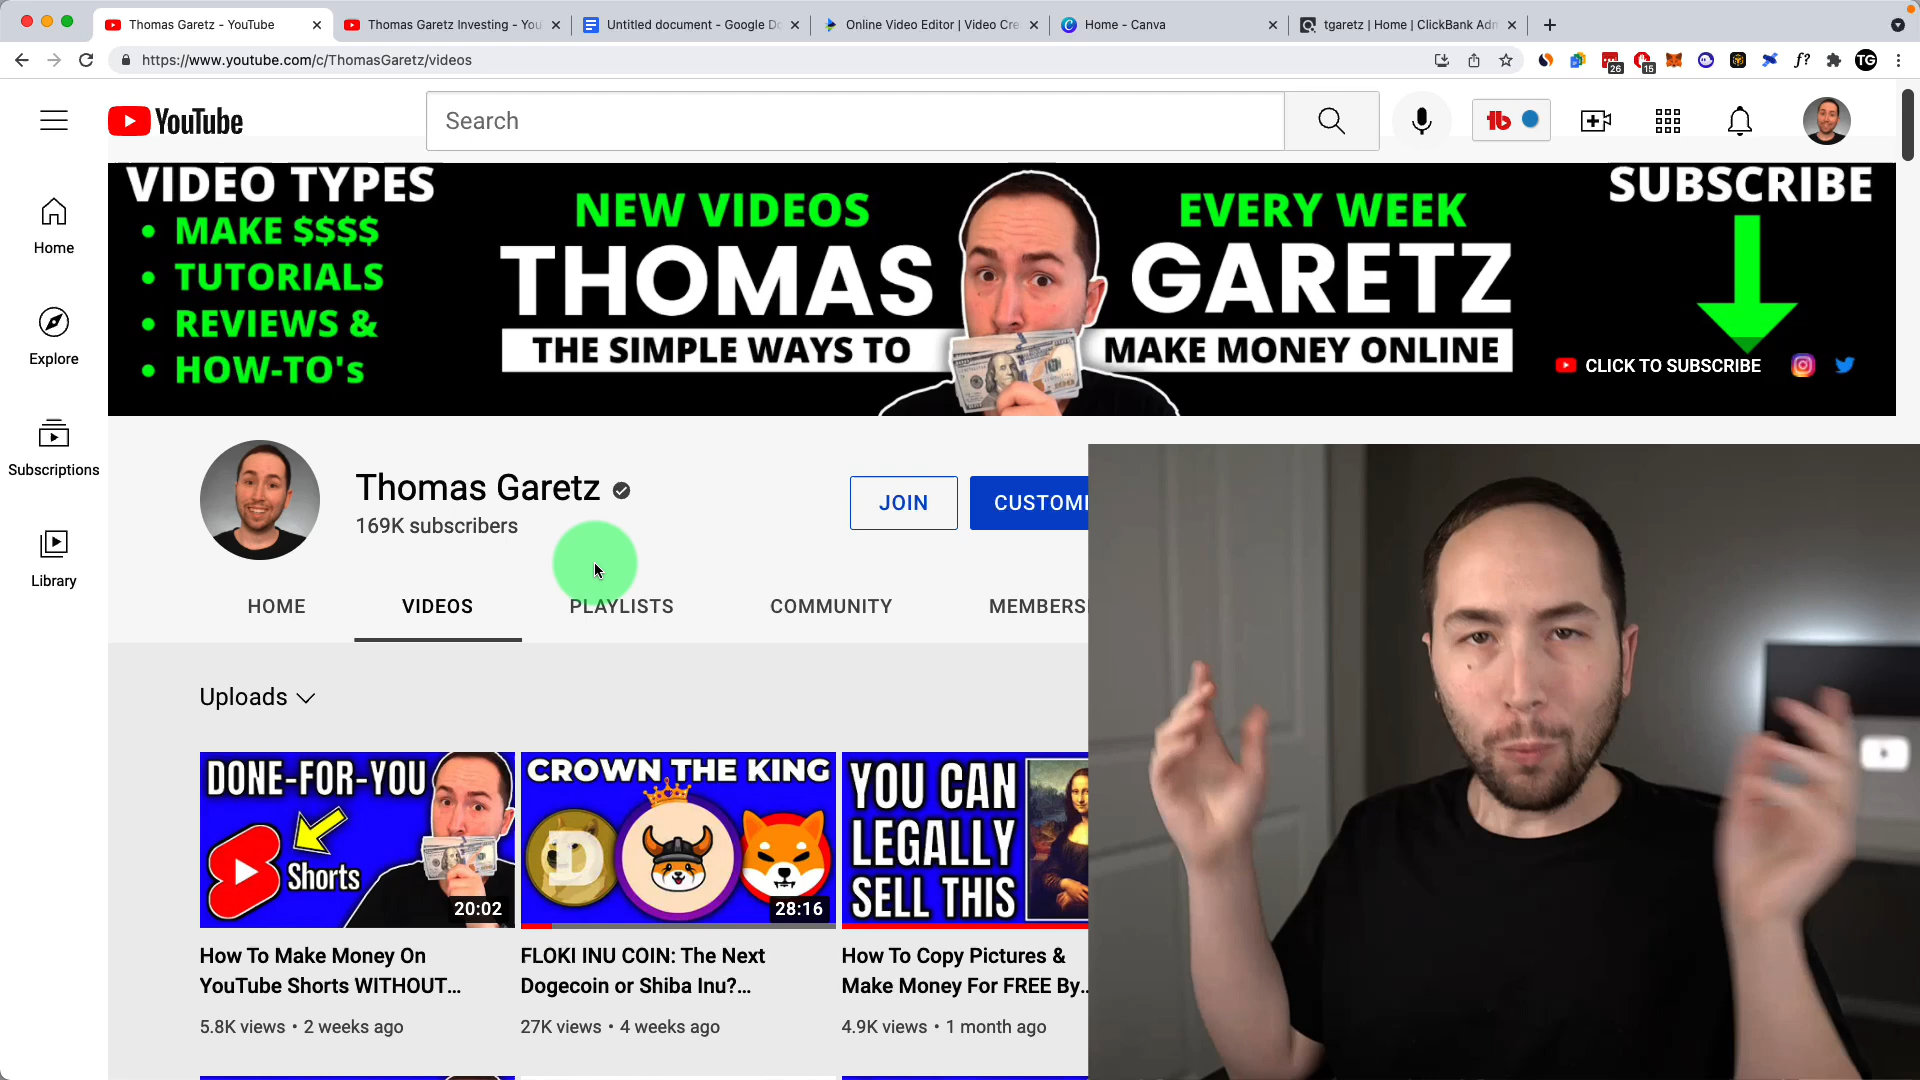 Thomas Garetz - YouTube
Thomas Garetz Investing - You
Untitled document - Google Do
Online Video Editor | Video Cre
Home - Canva
tgaretz | Home | ClickBank Adm
https://www.youtube.com/c/ThomasGaretz/videos
26
15
f?
TG
YouTube
Search
tb
VIDEO TYPES
• MAKE $$$$
• TUTORIALS
• REVIEWS &
• HOW-TO's
NEW VIDEOS
EVERY WEEK
THOMAS
GARETZ
THE SIMPLE WAYS TO
MAKE MONEY ONLINE
SUBSCRIBE
CLICK TO SUBSCRIBE
Home
Explore
Subscriptions
Library
Thomas Garetz
169K subscribers
JOIN
CUSTOMI
HOME
VIDEOS
PLAYLISTS
COMMUNITY
MEMBERS
Uploads
DONE-FOR-YOU
Shorts
20:02
How To Make Money On
YouTube Shorts WITHOUT...
5.8K views • 2 weeks ago
CROWN THE KING
D
28:16
FLOKI INU COIN: The Next
Dogecoin or Shiba Inu?...
27K views • 4 weeks ago
YOU CAN
LEGALLY
SELL THIS
How To Copy Pictures &
Make Money For FREE By...
4.9K views • 1 month ago